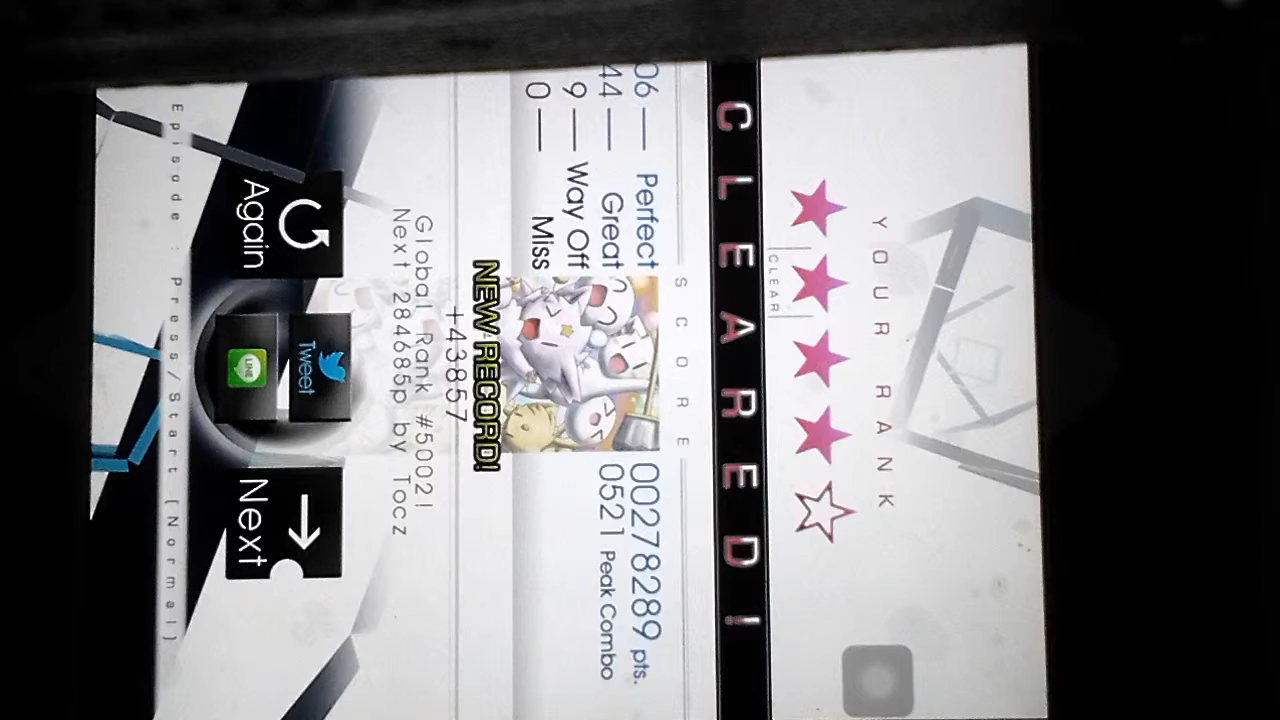 YOUR RANK
CLEAR
CLEARED!
SCORE
06 — Perfect
44 — Great
9 — Way Off
0 — Miss
00278289 pts.
0521 Peak Combo
NEW RECORD!
+43857
Global Rank #5002!
Next 284685p by Tocz
Again
Tweet
LINE
Next
Episode : Press/Start [Normal]